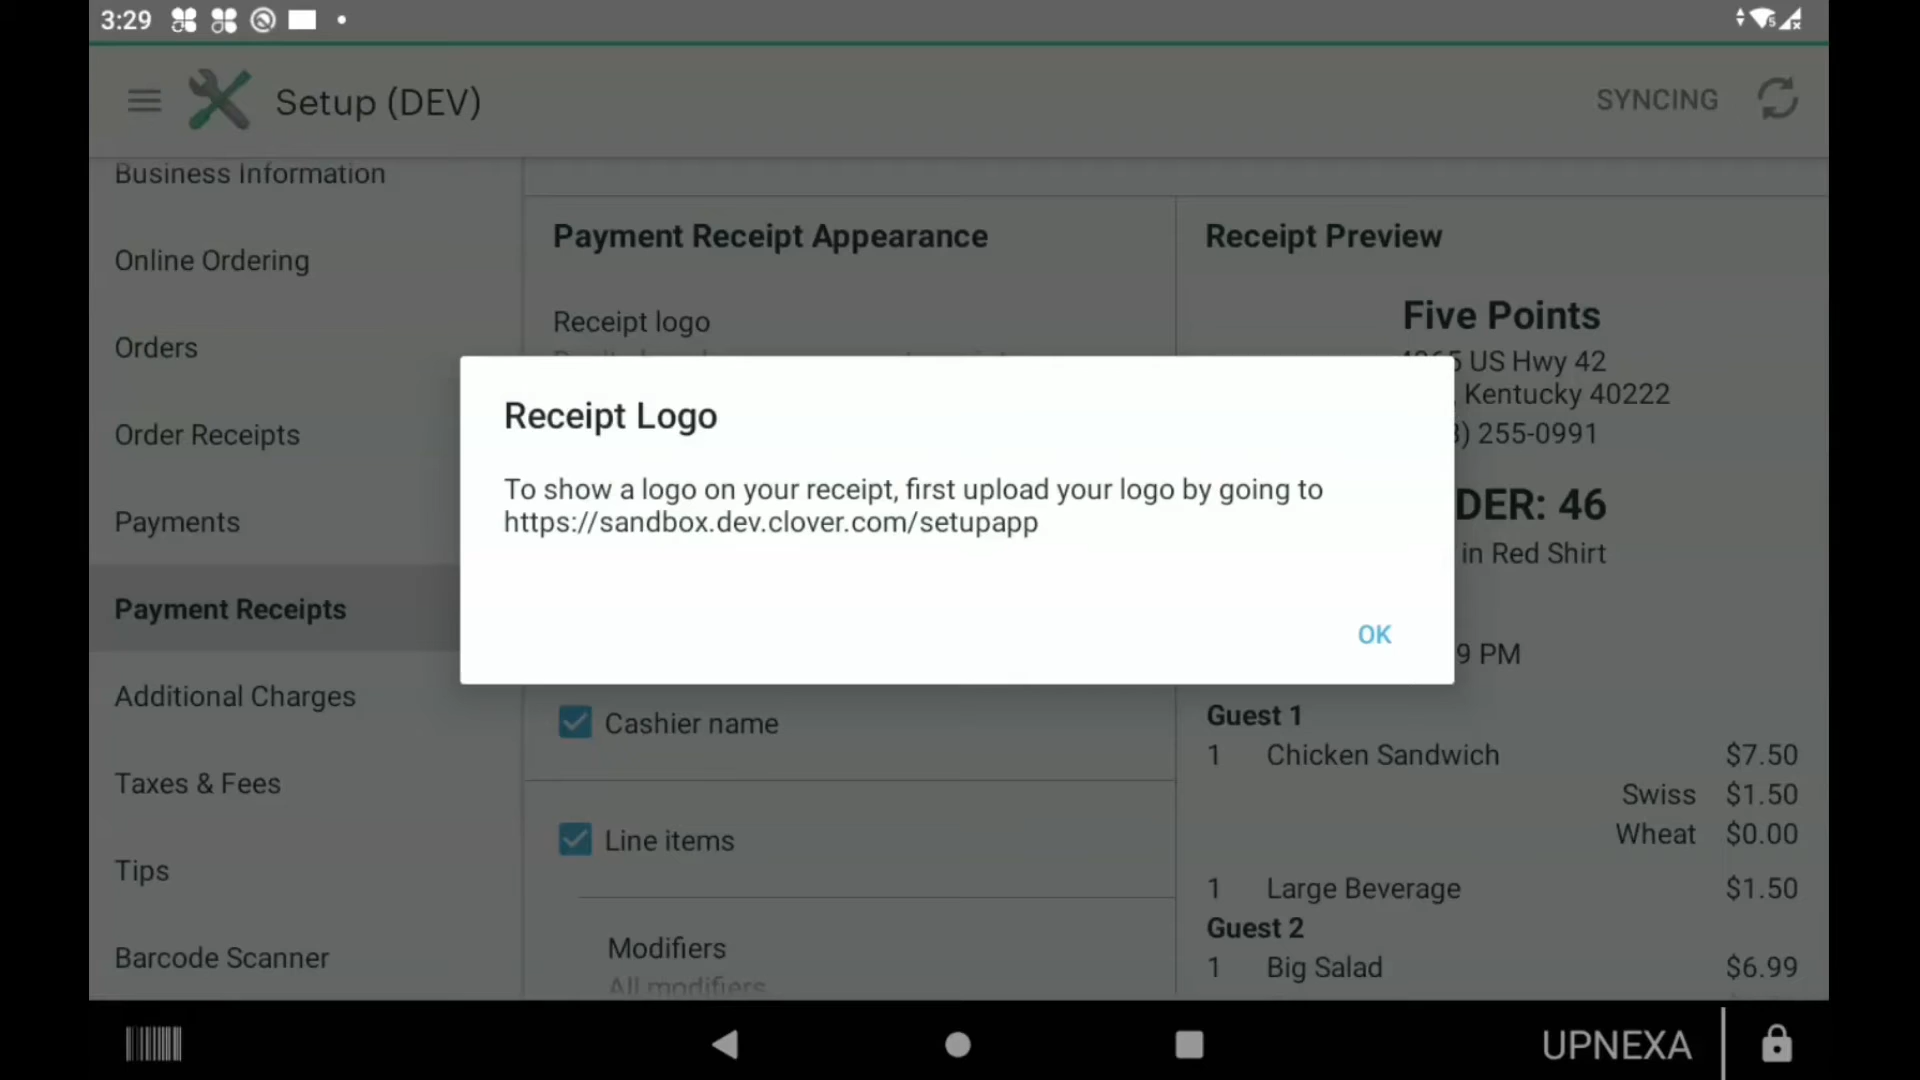 3:29
Setup (DEV)
SYNCING
Business Information
Online Ordering
Orders
Order Receipts
Payments
Payment Receipts
Additional Charges
Taxes & Fees
Tips
Barcode Scanner
Payment Receipt Appearance
Receipt logo
Receipt Logo
To show a logo on your receipt, first upload your logo by going to
https://sandbox.dev.clover.com/setupapp
OK
Cashier name
Line items
Modifiers
All modifiers
Receipt Preview
Five Points
US Hwy 42
Kentucky 40222
255-0991
46
in Red Shirt
PM
Guest 1
1 Chicken Sandwich $7.50
Swiss $1.50
Wheat $0.00
1 Large Beverage $1.50
Guest 2
1 Big Salad $6.99
UPNEXA